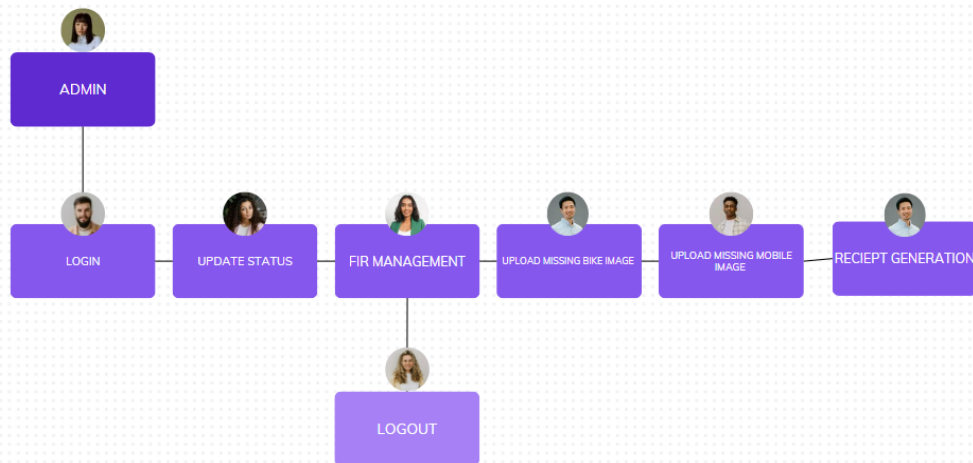 ADMIN
LOGIN
UPDATE STATUS
FIR MANAGEMENT
UPLOAD MISSING BIKE IMAGE
UPLOAD MISSING MOBILE
IMAGE
RECIEPT GENERATION
LOGOUT